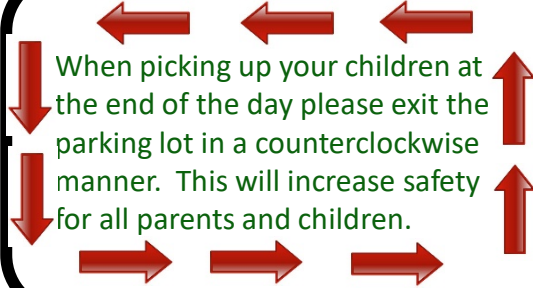 When picking up your children at
the end of the day please exit the
parking lot in a counterclockwise
manner.  This will increase safety
for all parents and children.